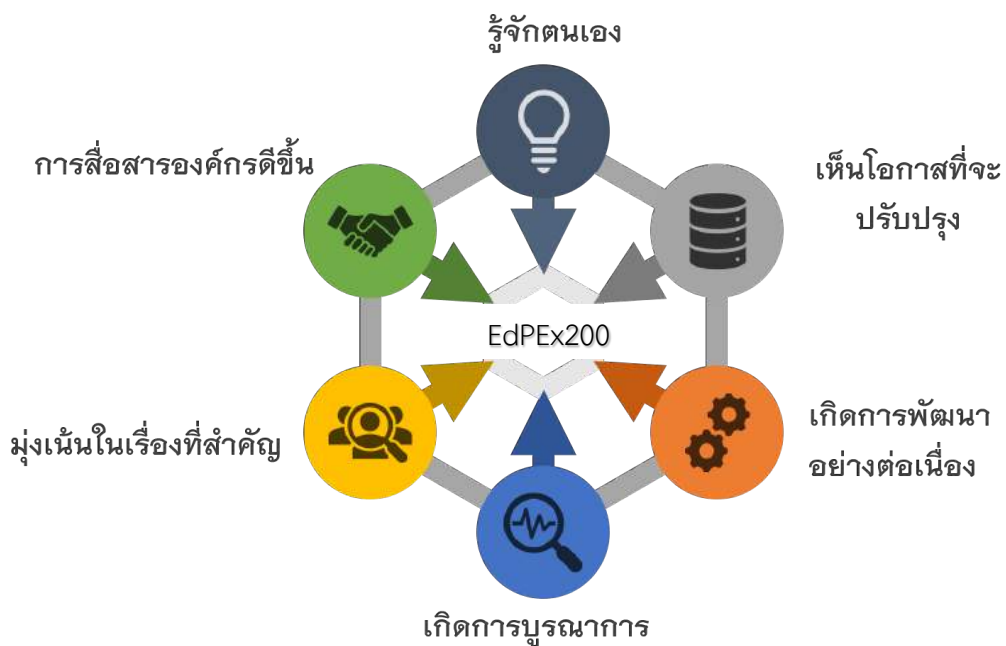 รู้จักตนเอง
การสื่อสารองค์กรดีขึ้น
เห็นโอกาสที่จะ
ปรับปรุง
EdPEx200
มุ่งเน้นในเรื่องที่สำคัญ
เกิดการพัฒนา
อย่างต่อเนื่อง
เกิดการบูรณาการ